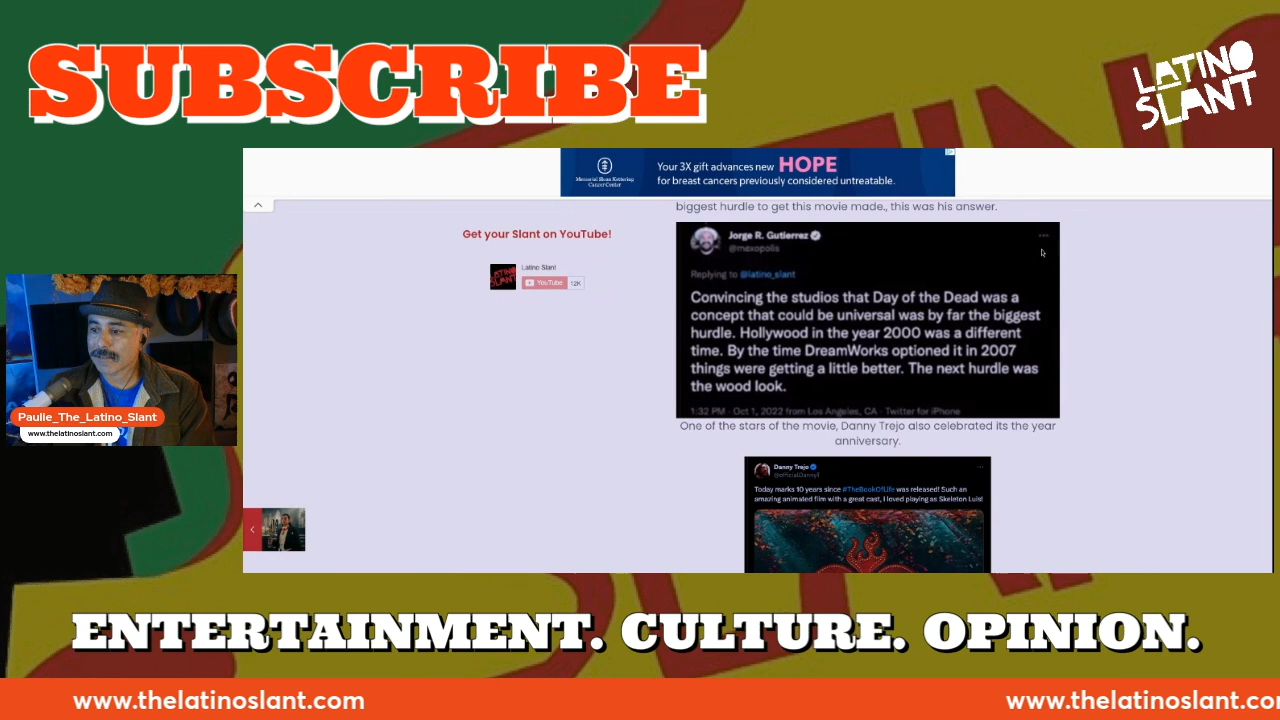 SUBSCRIBE
LATINO
SLANT
Memorial Sloan Kettering
Cancer Center
Your 3X gift advances new HOPE
for breast cancers previously considered untreatable.
biggest hurdle to get this movie made., this was his answer.
Get your Slant on YouTube!
Latino Slant
YouTube 12K
Jorge R. Gutierrez
@mexopolis
Replying to @latino_slant
Convincing the studios that Day of the Dead was a
concept that could be universal was by far the biggest
hurdle. Hollywood in the year 2000 was a different
time. By the time DreamWorks optioned it in 2007
things were getting a little better. The next hurdle was
the wood look.
1:32 PM · Oct 1, 2022 from Los Angeles, CA · Twitter for iPhone
One of the stars of the movie, Danny Trejo also celebrated its the year
anniversary.
Danny Trejo
@officialDannyT
Today marks 10 years since #TheBookOfLife was released! Such an
amazing animated film with a great cast, I loved playing as Skeleton Luis!
Paulie_The_Latino_Slant
www.thelatinoslant.com
ENTERTAINMENT. CULTURE. OPINION.
www.thelatinoslant.com
www.thelatinoslant.co